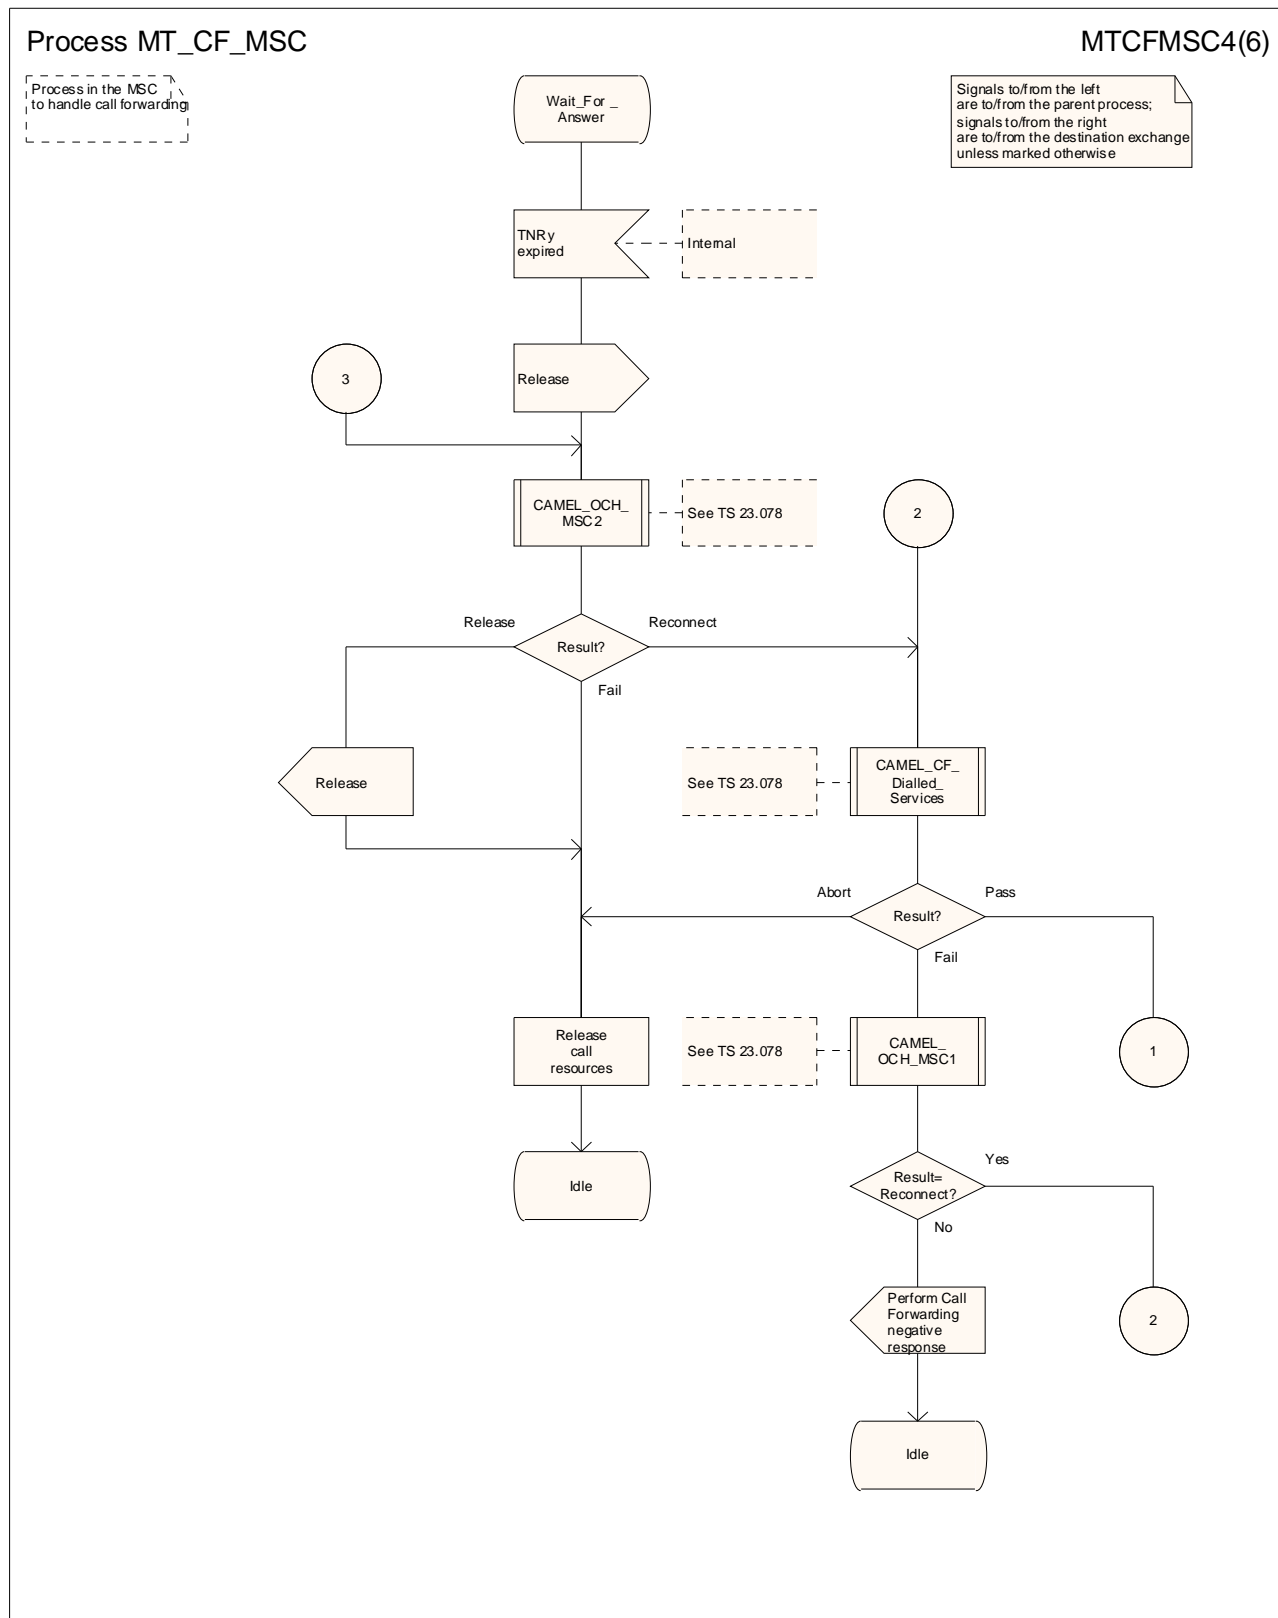 Process MT_CF_MSC
MTCFMSC4(6)
Process in the MSC
to handle call forwarding
Wait_For_
Answer
Signals to/from the left
are to/from the parent process;
signals to/from the right
are to/from the destination exchange
unless marked otherwise
TNRy
expired
Internal
3
Release
CAMEL_OCH_
MSC2
See TS 23.078
2
Release
Result?
Reconnect
Fail
Release
See TS 23.078
CAMEL_CF_
Dialled_
Services
Abort
Result?
Pass
Fail
Release
call
resources
See TS 23.078
CAMEL_
OCH_MSC1
1
Idle
Result=
Reconnect?
Yes
No
Perform Call
Forwarding
negative
response
2
Idle